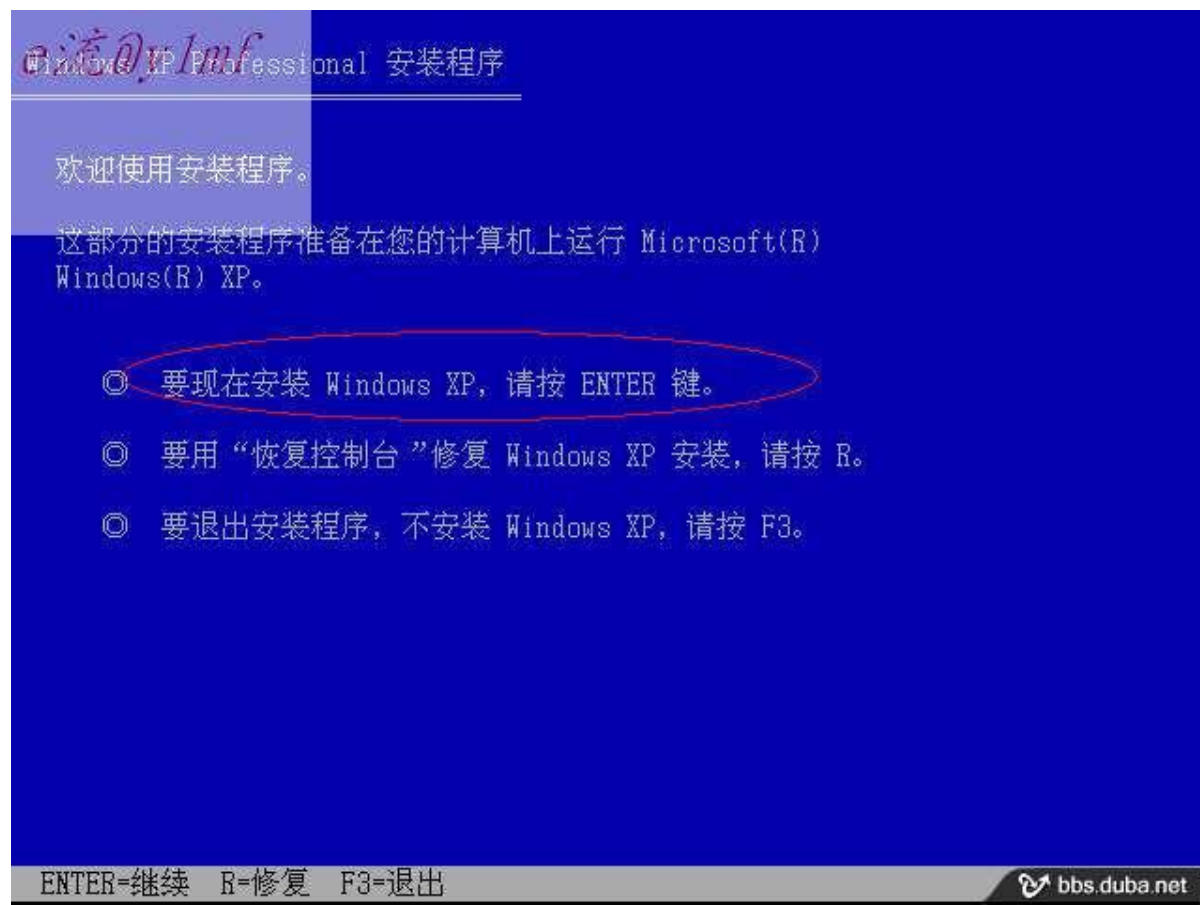 e流@ylmf
Windows XP Professional 安装程序
欢迎使用安装程序。
这部分的安装程序准备在您的计算机上运行 Microsoft(R)
Windows(R) XP。
◎ 要现在安装 Windows XP，请按 ENTER 键。
◎ 要用“恢复控制台”修复 Windows XP 安装，请按 R。
◎ 要退出安装程序，不安装 Windows XP，请按 F3。
ENTER=继续 R=修复 F3=退出
bbs.duba.net